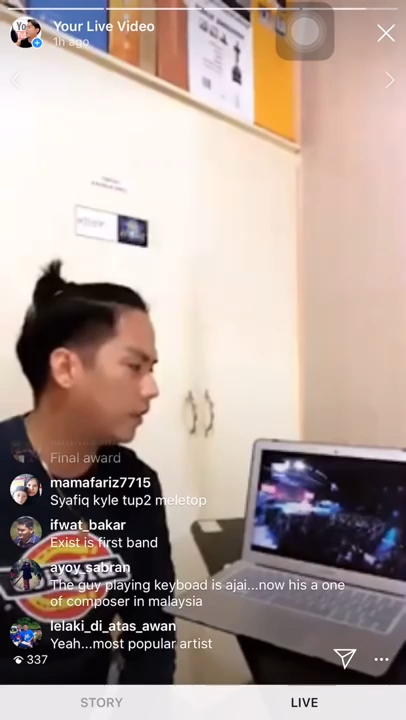 Your Live Video
1h ago
Final award
mamafariz7715
Syafiq kyle tup2 meletop
ifwat_bakar
Exist is first band
ayoy_sabran
The guy playing keyboad is ajai...now his a one
of composer in malaysia
lelaki_di_atas_awan
Yeah...most popular artist
337
STORY
LIVE